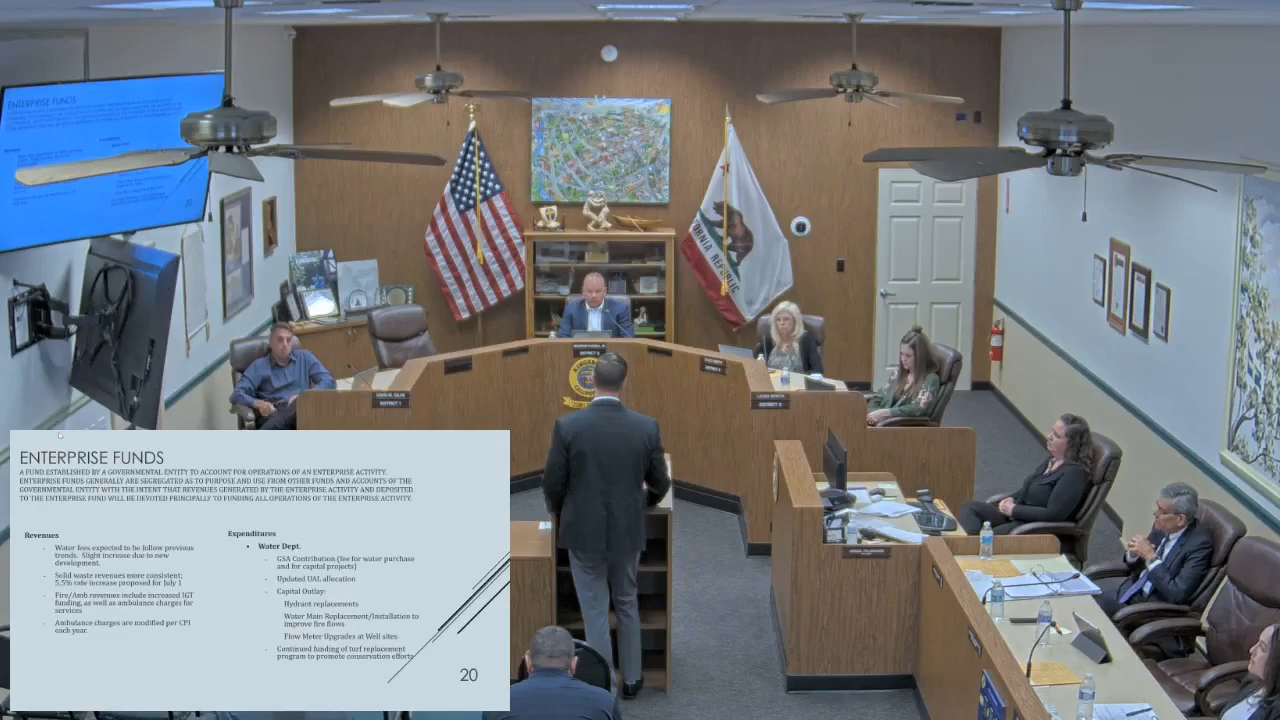 ENTERPRISE FUNDS
CALIFORNIA REPUBLIC
DAVID M. SILVA
DISTRICT 1
DISTRICT 3
ENTERPRISE FUNDS
A FUND ESTABLISHED BY A GOVERNMENTAL ENTITY TO ACCOUNT FOR OPERATIONS OF AN ENTERPRISE ACTIVITY.
ENTERPRISE FUNDS GENERALLY ARE SEGREGATED AS TO PURPOSE AND USE FROM OTHER FUNDS AND ACCOUNTS OF THE
GOVERNMENTAL ENTITY WITH THE INTENT THAT REVENUES GENERATED BY THE ENTERPRISE ACTIVITY AND DEPOSITED
TO THE ENTERPRISE FUND WILL BE DEVOTED PRINCIPALLY TO FUNDING ALL OPERATIONS OF THE ENTERPRISE ACTIVITY.
Revenues
- Water fees expected to be follow previous
trends. Slight increase due to new
development.
- Solid waste revenues more consistent;
5.5% rate increase proposed for July 1
- Fire/Amb revenues include increased IGT
funding, as well as ambulance charges for
services
- Ambulance charges are modified per CPI
each year.
Expenditures
• Water Dept.
- GSA Contribution (fee for water purchase
and for capital projects)
- Updated UAL allocation
- Capital Outlay:
Hydrant replacements
Water Main Replacement/Installation to
improve fire flows
Flow Meter Upgrades at Well sites
- Continued funding of turf replacement
program to promote conservation efforts
20